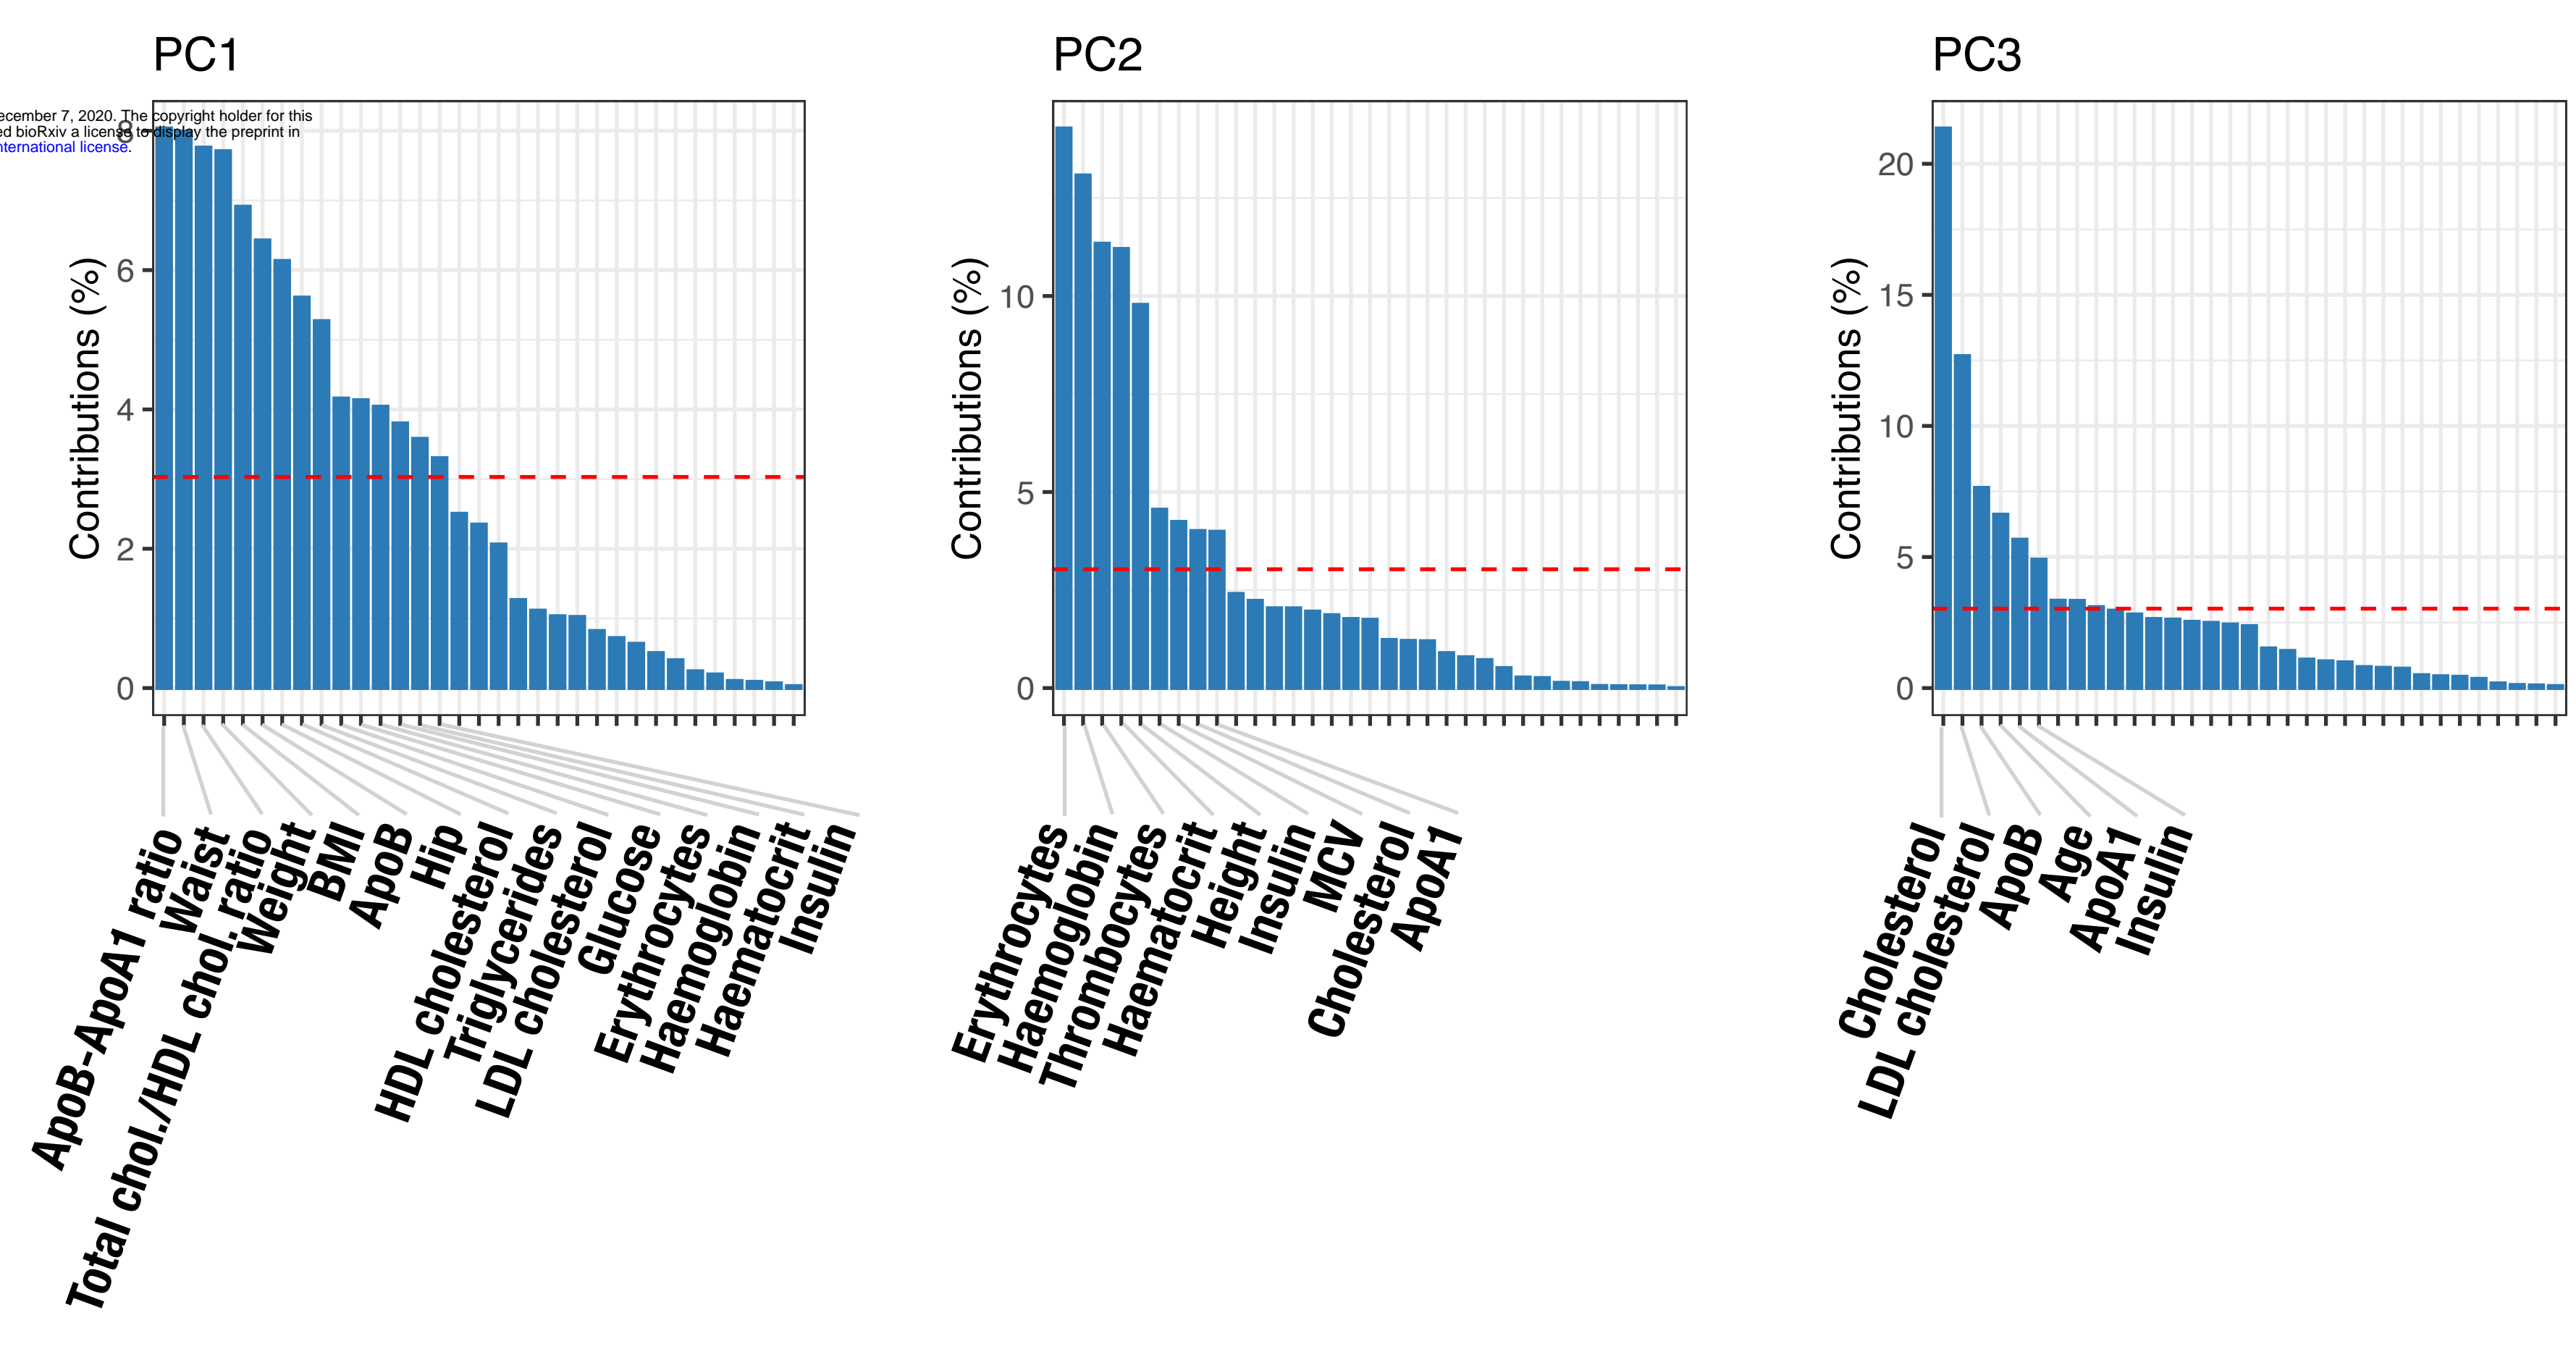 PC1
PC2
PC3
ecember 7, 2020. The copyright holder for this
ed bioRxiv a license to display the preprint in
nternational license.
Contributions (%)
8
6
4
2
0
Contributions (%)
10
5
0
Contributions (%)
20
15
10
5
0
ApoB-ApoA1 ratio
Waist
Total chol./HDL chol. ratio
Weight
BMI
ApoB
Hip
HDL cholesterol
Triglycerides
LDL cholesterol
Glucose
Erythrocytes
Haemoglobin
Haematocrit
Insulin
Erythrocytes
Haemoglobin
Thrombocytes
Haematocrit
Height
Insulin
MCV
Cholesterol
ApoA1
Cholesterol
LDL cholesterol
ApoB
Age
ApoA1
Insulin